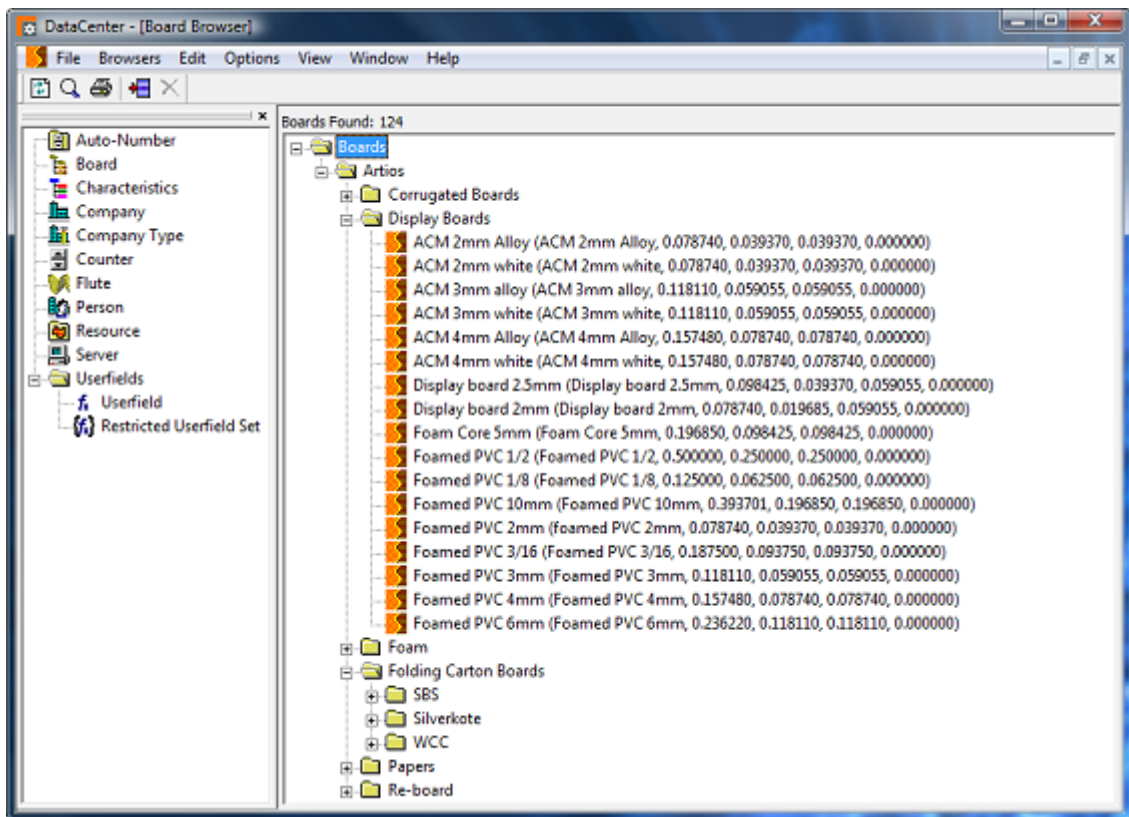 DataCenter - [Board Browser]
File Browsers Edit Options View Window Help
Boards Found: 124
Auto-Number
Board
Characteristics
Company
Company Type
Counter
Flute
Person
Resource
Server
Userfields
Userfield
Restricted Userfield Set
Boards
Artios
Corrugated Boards
Display Boards
ACM 2mm Alloy (ACM 2mm Alloy, 0.078740, 0.039370, 0.039370, 0.000000)
ACM 2mm white (ACM 2mm white, 0.078740, 0.039370, 0.039370, 0.000000)
ACM 3mm alloy (ACM 3mm alloy, 0.118110, 0.059055, 0.059055, 0.000000)
ACM 3mm white (ACM 3mm white, 0.118110, 0.059055, 0.059055, 0.000000)
ACM 4mm Alloy (ACM 4mm Alloy, 0.157480, 0.078740, 0.078740, 0.000000)
ACM 4mm white (ACM 4mm white, 0.157480, 0.078740, 0.078740, 0.000000)
Display board 2.5mm (Display board 2.5mm, 0.098425, 0.039370, 0.059055, 0.000000)
Display board 2mm (Display board 2mm, 0.078740, 0.019685, 0.059055, 0.000000)
Foam Core 5mm (Foam Core 5mm, 0.196850, 0.098425, 0.098425, 0.000000)
Foamed PVC 1/2 (Foamed PVC 1/2, 0.500000, 0.250000, 0.250000, 0.000000)
Foamed PVC 1/8 (Foamed PVC 1/8, 0.125000, 0.062500, 0.062500, 0.000000)
Foamed PVC 10mm (Foamed PVC 10mm, 0.393701, 0.196850, 0.196850, 0.000000)
Foamed PVC 2mm (foamed PVC 2mm, 0.078740, 0.039370, 0.039370, 0.000000)
Foamed PVC 3/16 (Foamed PVC 3/16, 0.187500, 0.093750, 0.093750, 0.000000)
Foamed PVC 3mm (Foamed PVC 3mm, 0.118110, 0.059055, 0.059055, 0.000000)
Foamed PVC 4mm (Foamed PVC 4mm, 0.157480, 0.078740, 0.078740, 0.000000)
Foamed PVC 6mm (Foamed PVC 6mm, 0.236220, 0.118110, 0.118110, 0.000000)
Foam
Folding Carton Boards
SBS
Silverkote
WCC
Papers
Re-board